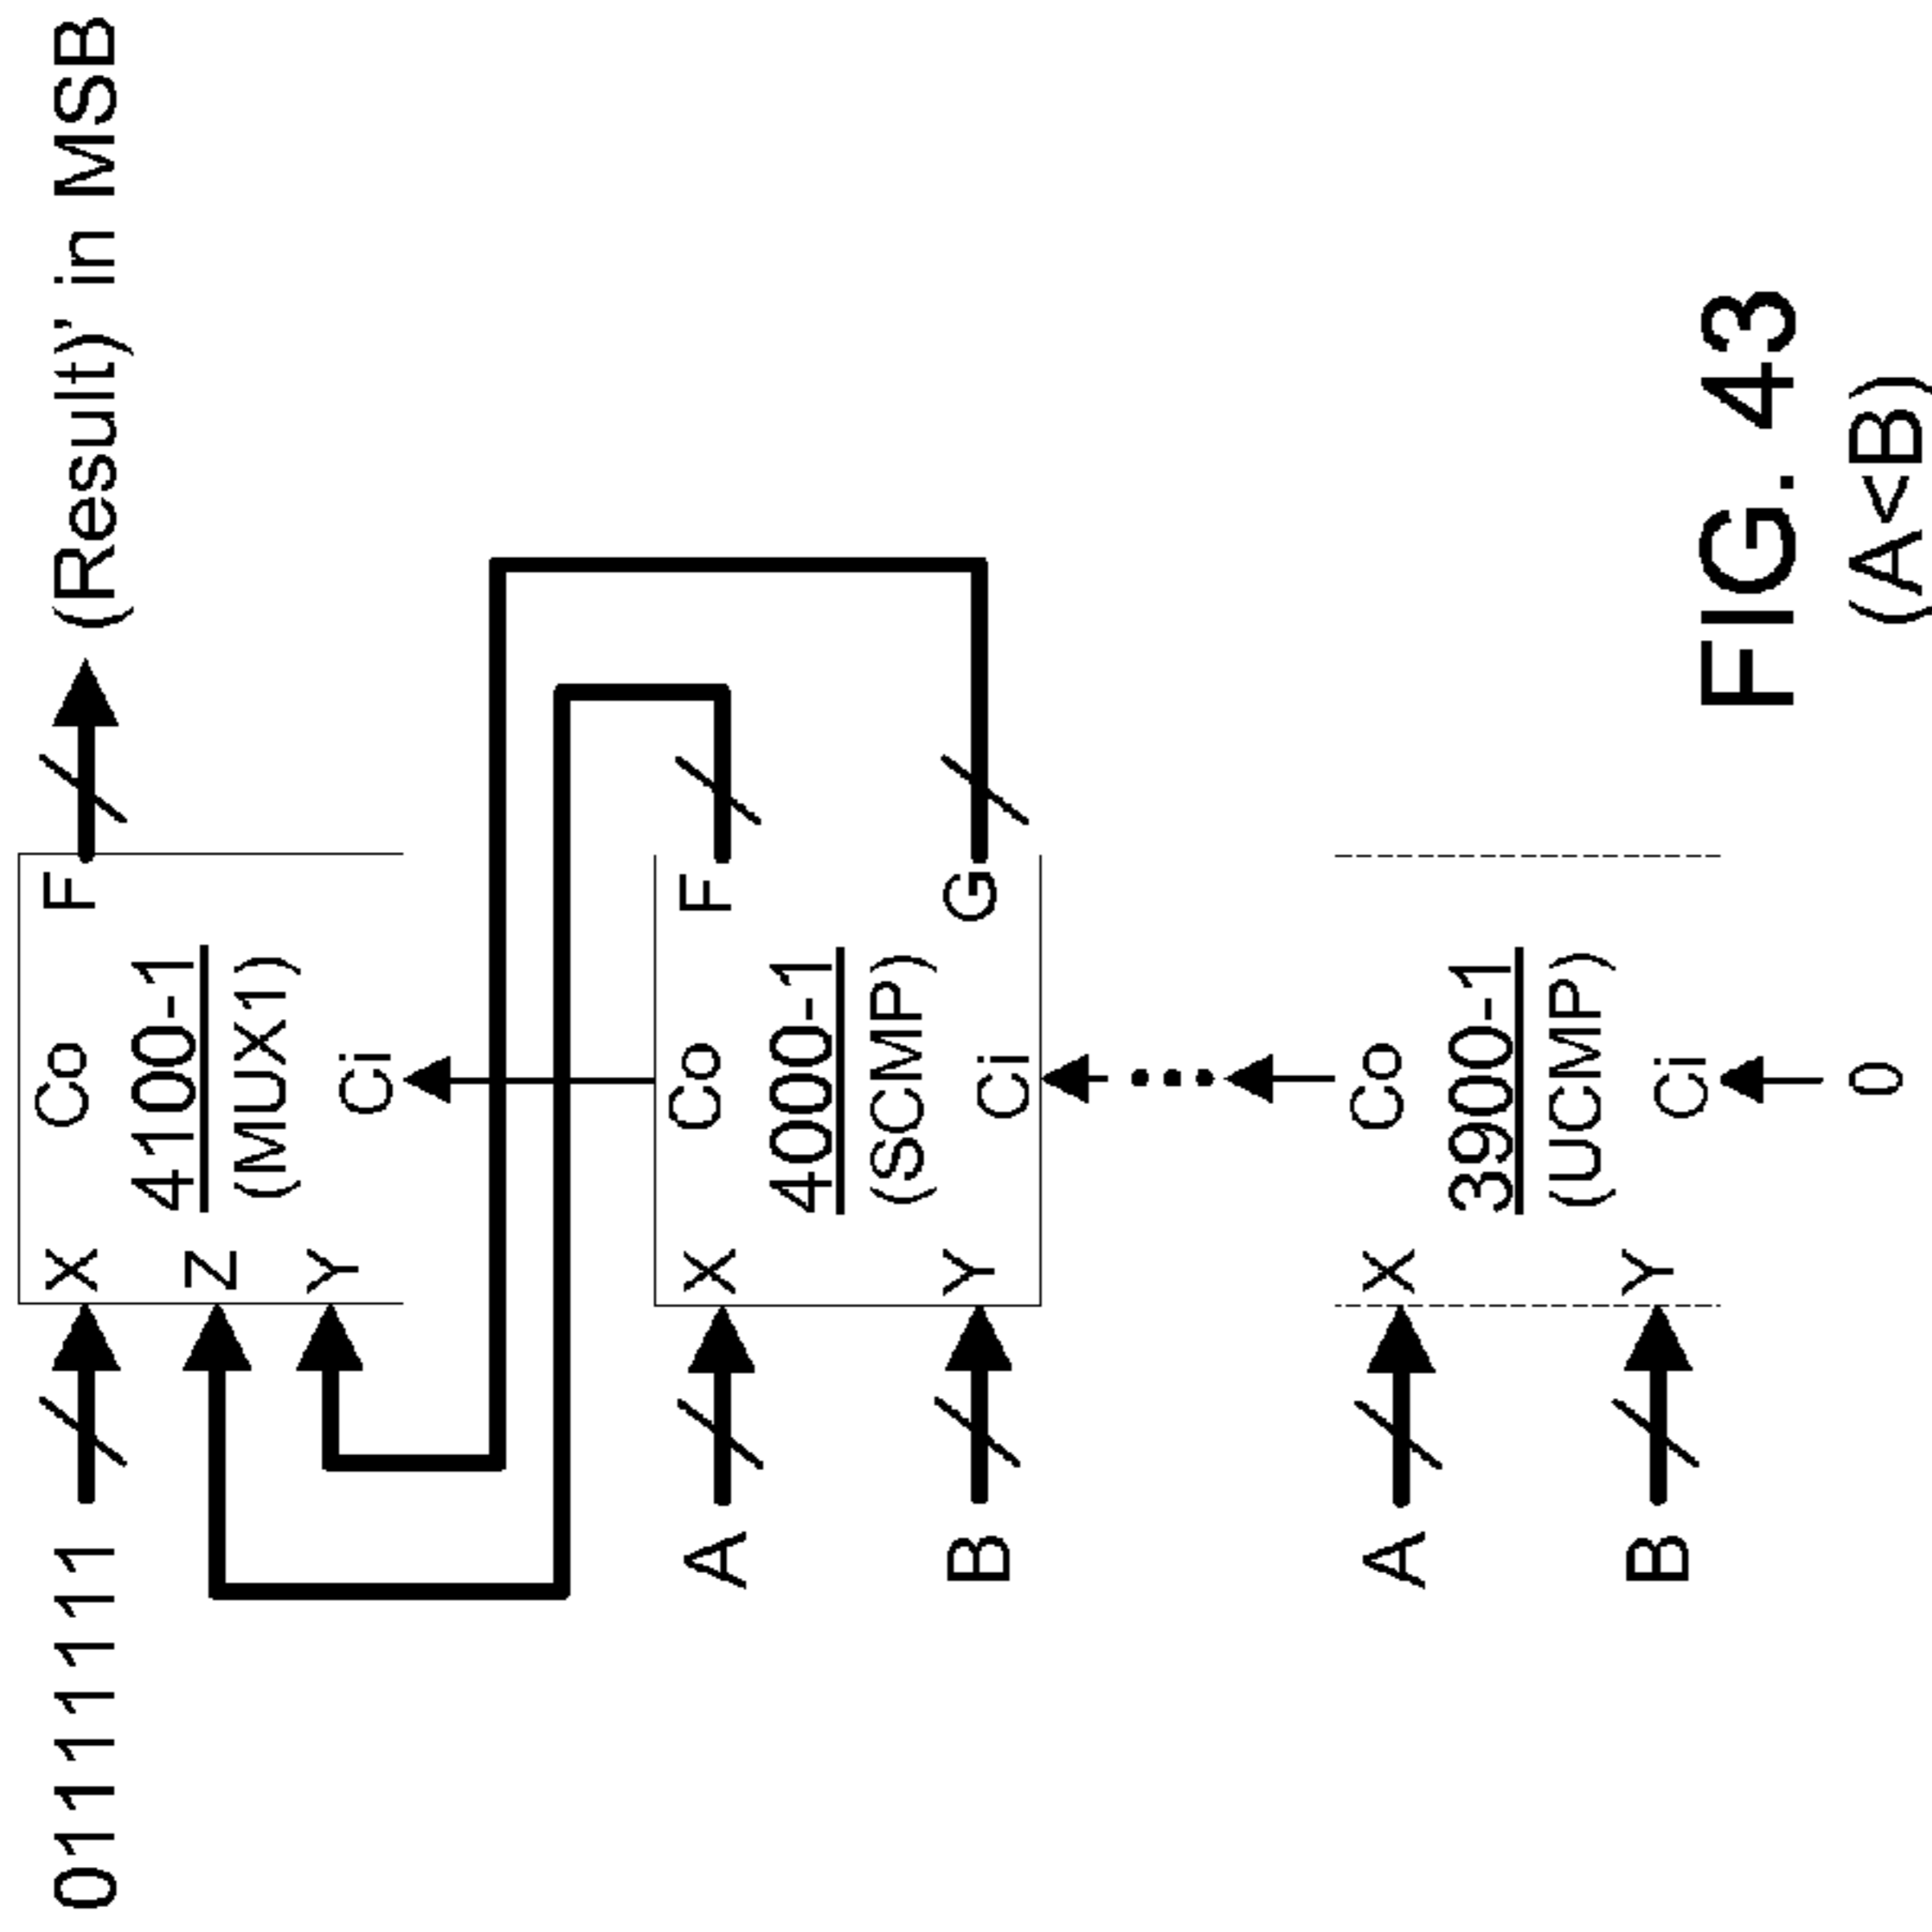 01111111 X Co F (Result)' in MSB
4100-1
Z
(MUX1)
Y Ci
A X Co F
4000-1
(SCMP)
B Y Ci G
A X Co
3900-1
(UCMP)
B Y Ci
0
FIG. 43
(A<B)